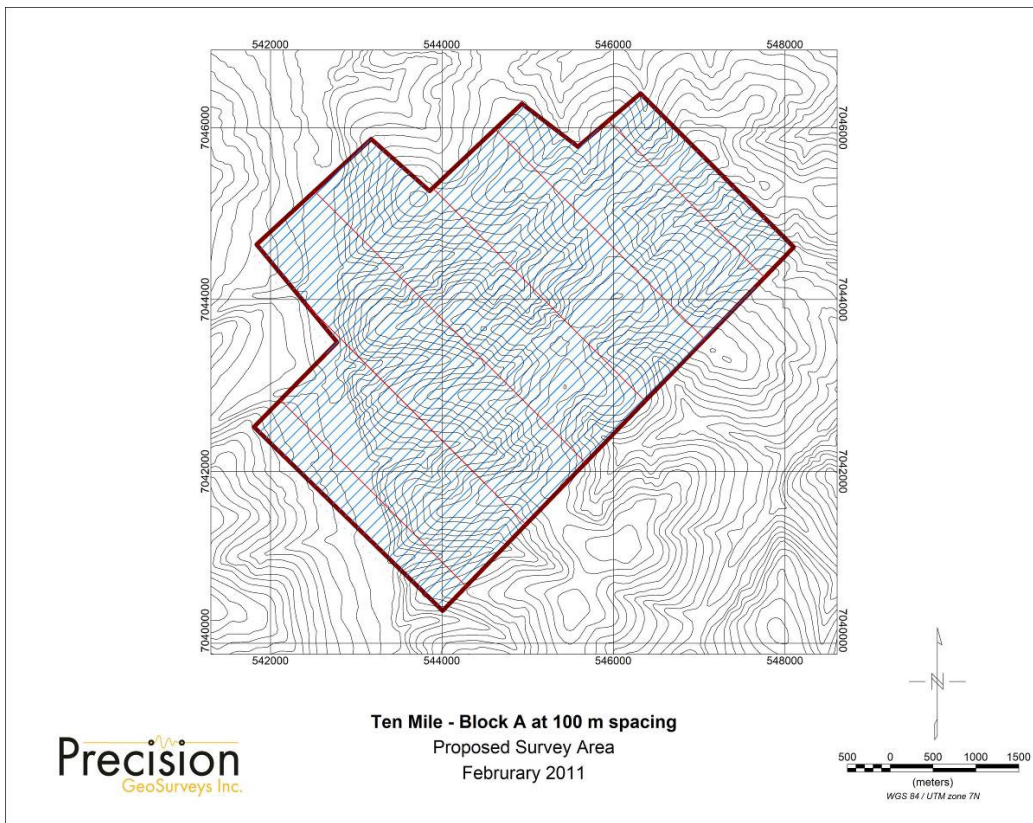 542000 544000 546000 548000
7046000 7046000
7044000 7044000
7042000 7042000
7040000 7040000
542000 544000 546000 548000
N
Ten Mile - Block A at 100 m spacing
Proposed Survey Area
Februrary 2011
Precision
GeoSurveys Inc.
500 0 500 1000 1500
(meters)
WGS 84 / UTM zone 7N